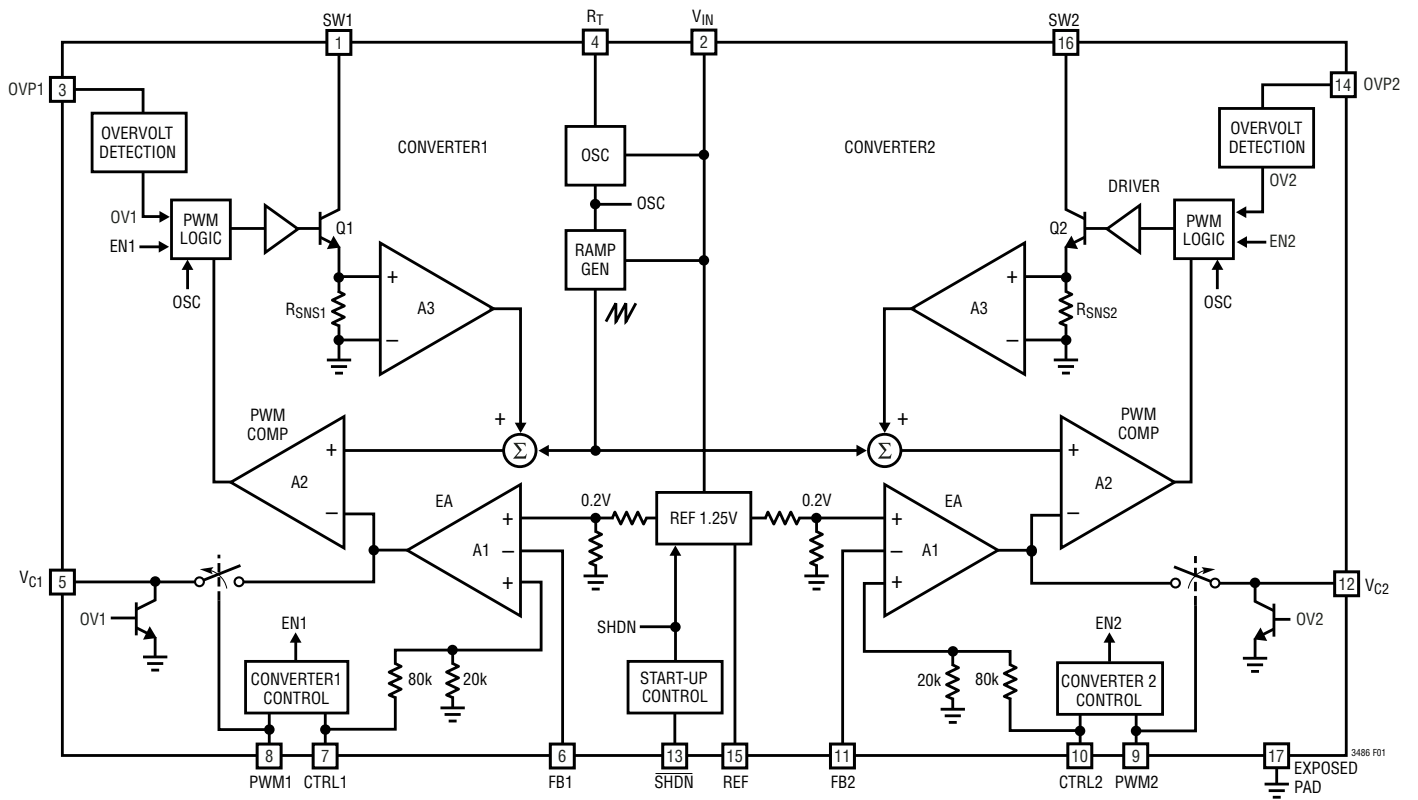 SW1
RT
VIN
SW2
1
4
2
16
OVP1
3
14
OVP2
OVERVOLT
DETECTION
CONVERTER1
OSC
CONVERTER2
OVERVOLT
DETECTION
OV1
EN1
PWM
LOGIC
OSC
Q1
OSC
RAMP
GEN
DRIVER
Q2
PWM
LOGIC
OV2
EN2
OSC
RSNS1
+
A3
–
+
A3
–
RSNS2
PWM
COMP
+
Σ
+
Σ
PWM
COMP
A2
+
–
+
–
A2
EA
A1
+
–
+
0.2V
REF 1.25V
0.2V
+
–
+
A1
EA
VC1
5
12
VC2
OV1
OV2
EN1
CONVERTER1
CONTROL
80k
20k
SHDN
START-UP
CONTROL
20k
80k
EN2
CONVERTER 2
CONTROL
8
7
6
13
15
11
10
9
17
PWM1
CTRL1
FB1
SHDN
REF
FB2
CTRL2
PWM2
EXPOSED
PAD
3486 F01